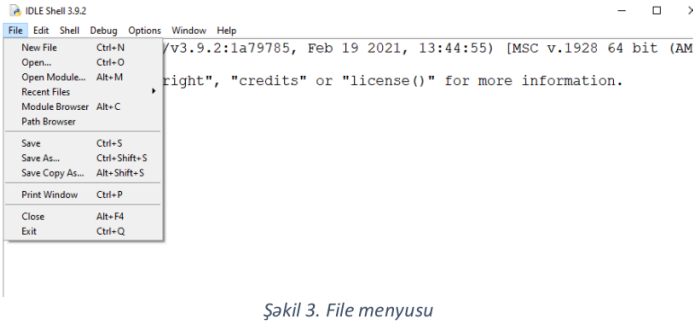 IDLE Shell 3.9.2
File Edit Shell Debug Options Window Help
New File Ctrl+N /v3.9.2:1a79785, Feb 19 2021, 13:44:55) [MSC v.1928 64 bit (AM
Open... Ctrl+O
Open Module... Alt+M right", "credits" or "license()" for more information.
Recent Files
Module Browser Alt+C
Path Browser
Save Ctrl+S
Save As... Ctrl+Shift+S
Save Copy As... Alt+Shift+S
Print Window Ctrl+P
Close Alt+F4
Exit Ctrl+Q
Şəkil 3. File menyusu